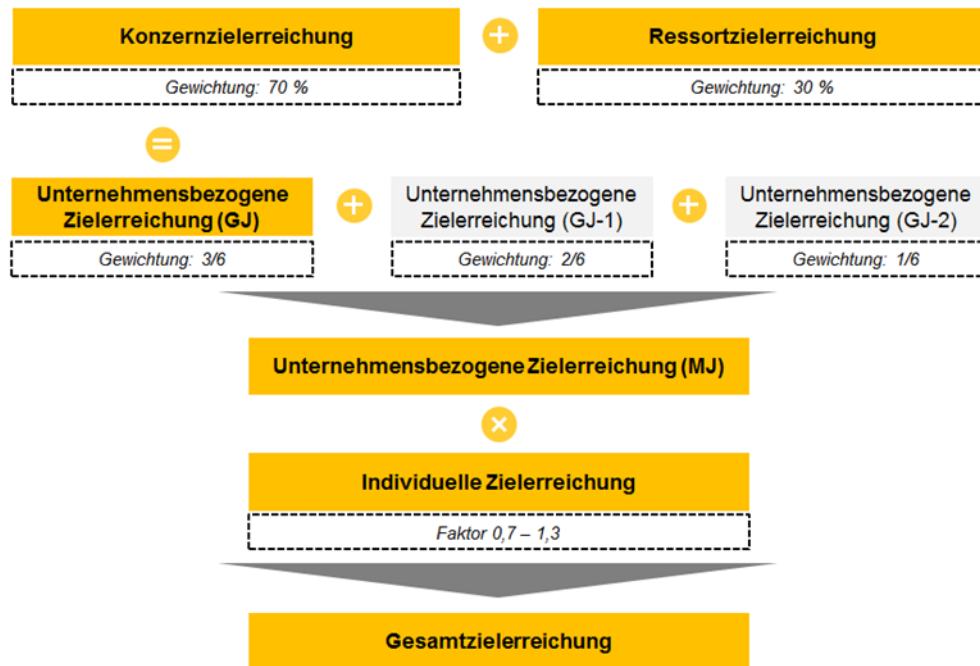 Konzernzielerreichung + Ressortzielerreichung
Gewichtung: 70 % Gewichtung: 30 %
=
Unternehmensbezogene Zielerreichung (GJ) + Unternehmensbezogene Zielerreichung (GJ-1) + Unternehmensbezogene Zielerreichung (GJ-2)
Gewichtung: 3/6 Gewichtung: 2/6 Gewichtung: 1/6
Unternehmensbezogene Zielerreichung (MJ)
×
Individuelle Zielerreichung
Faktor 0,7 – 1,3
Gesamtzielerreichung